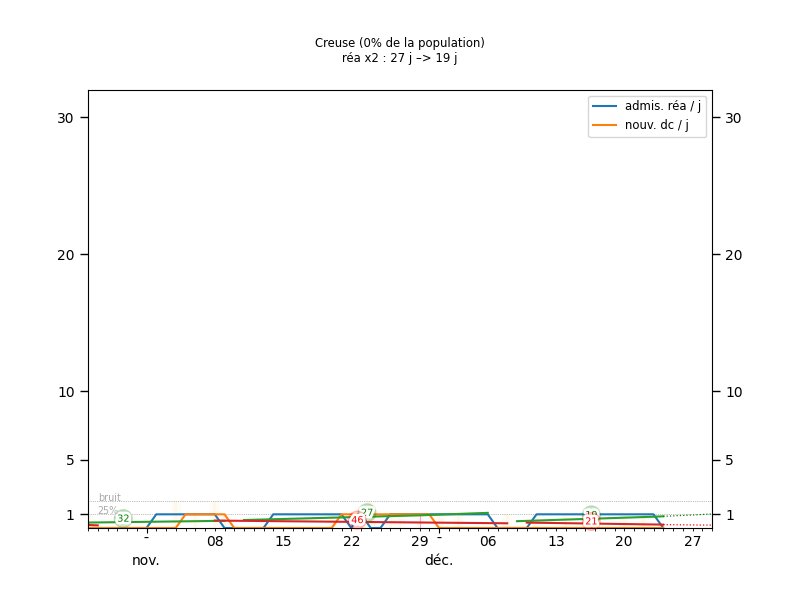 Creuse (0% de la population)
réa x2 : 27 j –> 19 j
admis. réa / j
nouv. dc / j
30 30
20 20
10 10
5 5
bruit
25%
1 1
32
27
46
19
21
- 08 15 22 29 - 06 13 20 27
nov. déc.